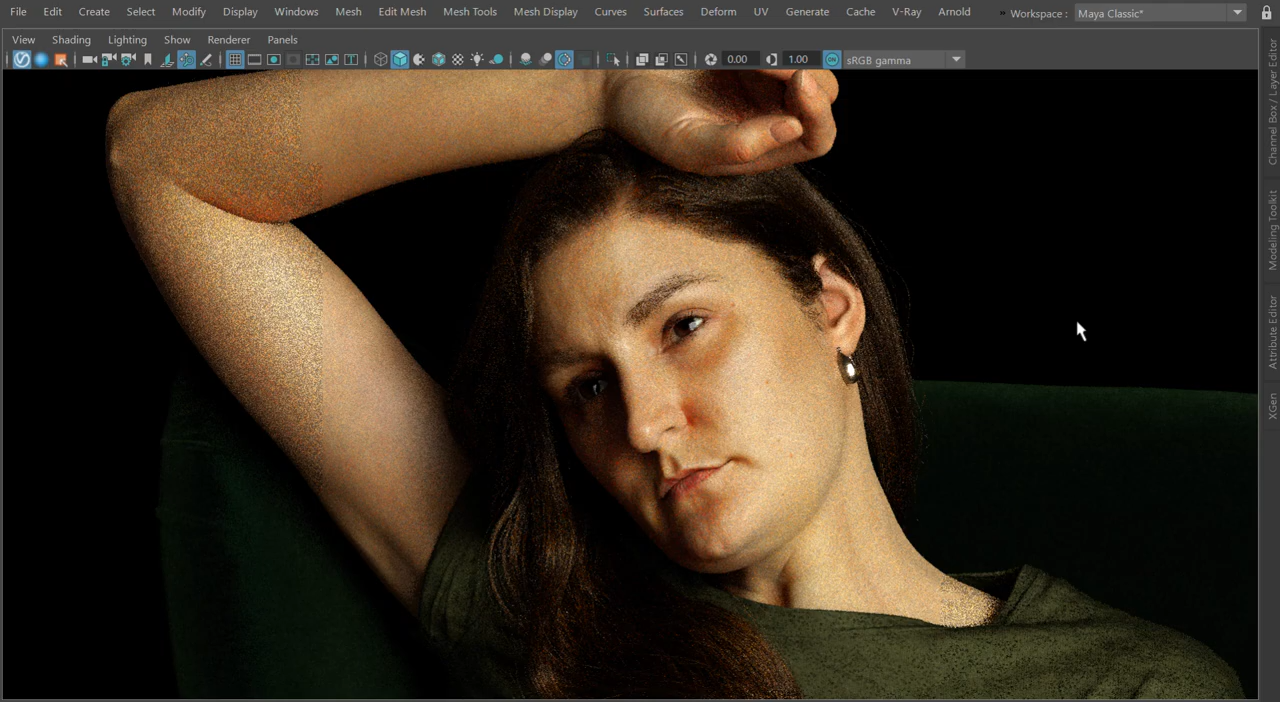 File Edit Create Select Modify Display Windows Mesh Edit Mesh Mesh Tools Mesh Display Curves Surfaces Deform UV Generate Cache V-Ray Arnold » Workspace : Maya Classic*
View Shading Lighting Show Renderer Panels
0.00 1.00 ON sRGB gamma
Channel Box / Layer Editor
Modeling Toolkit
Attribute Editor
XGen